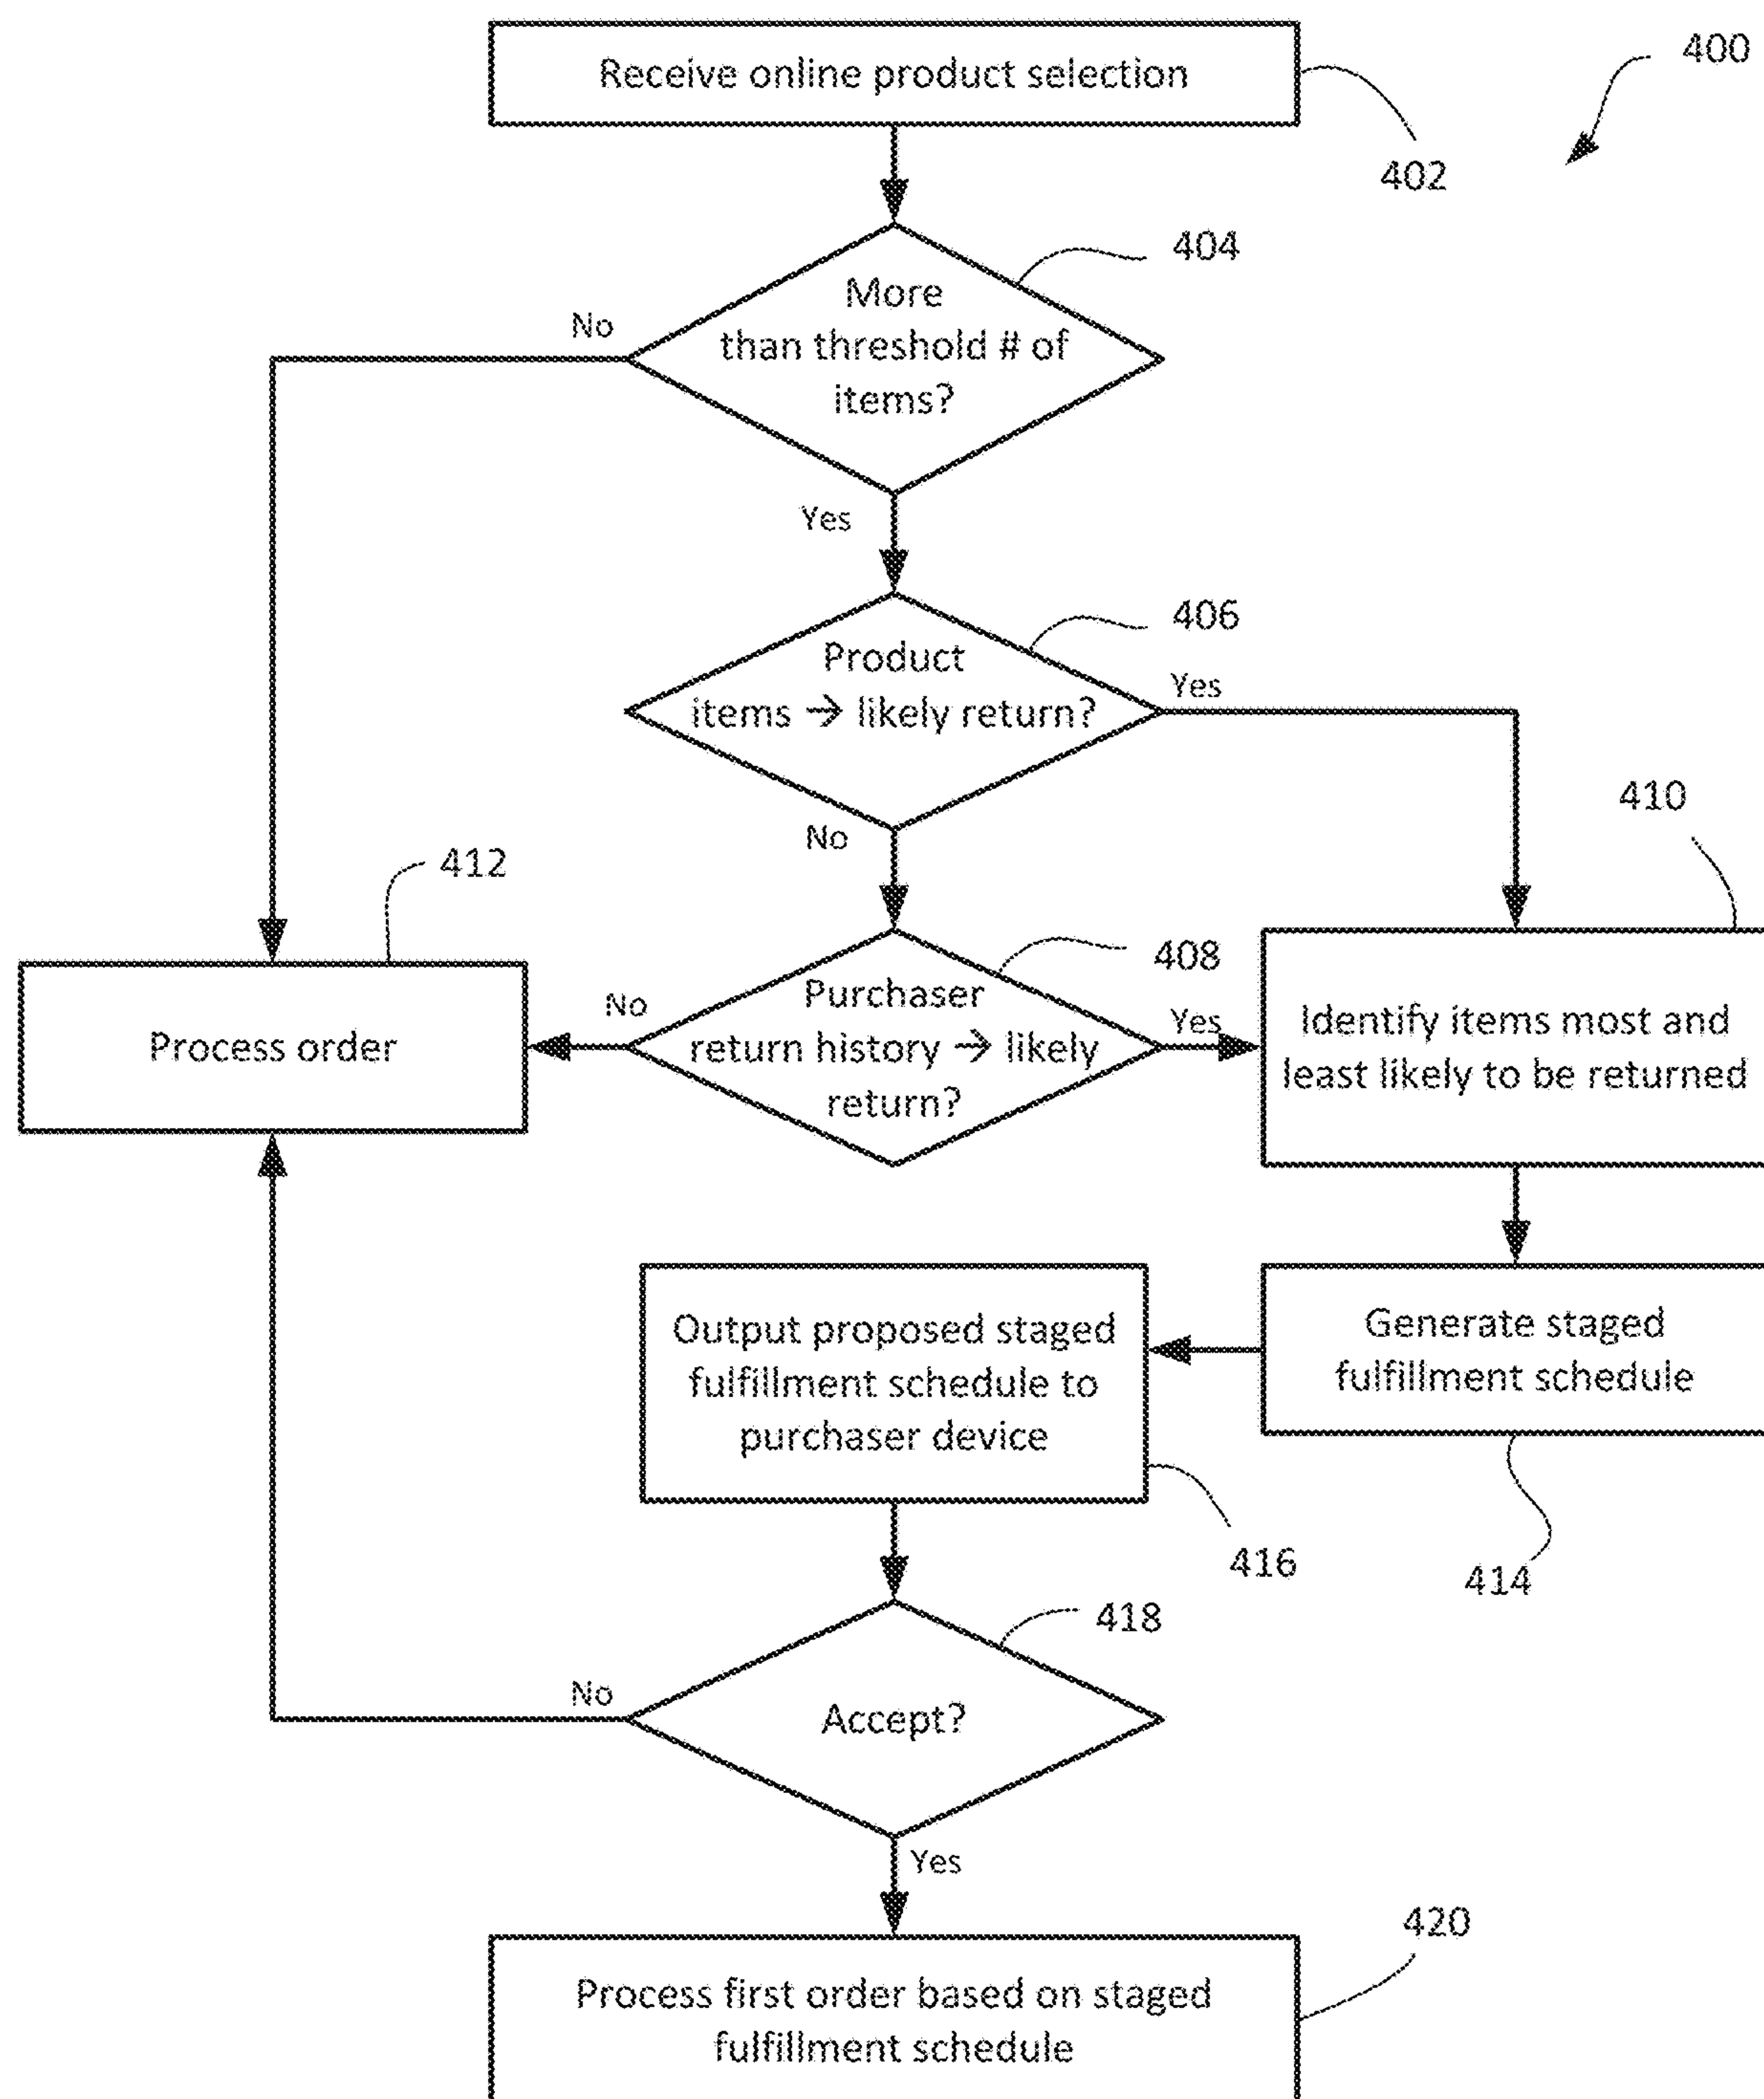 Receive online product selection
400
402
404
More
than threshold # of
items?
No
Yes
406
Product
items → likely return?
Yes
No
410
412
408
Process order
No
Purchaser
return history → likely
return?
Yes
Identify items most and
least likely to be returned
Output proposed staged
fulfillment schedule to
purchaser device
Generate staged
fulfillment schedule
416
414
418
No
Accept?
Yes
420
Process first order based on staged
fulfillment schedule